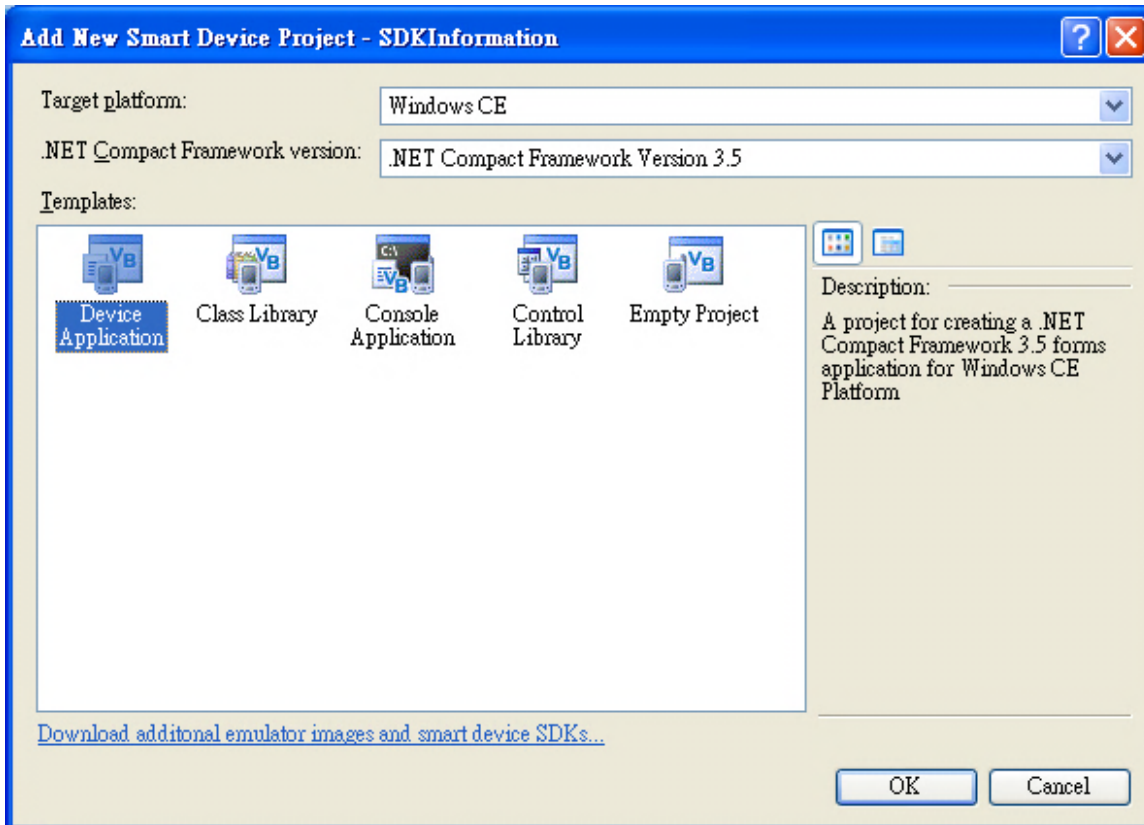 Add New Smart Device Project - SDKInformation
Target platform:
Windows CE
.NET Compact Framework version:
.NET Compact Framework Version 3.5
Templates:
Device
Application
Class Library
Console
Application
Control
Library
Empty Project
Description:
A project for creating a .NET
Compact Framework 3.5 forms
application for Windows CE
Platform
Download additonal emulator images and smart device SDKs...
OK
Cancel